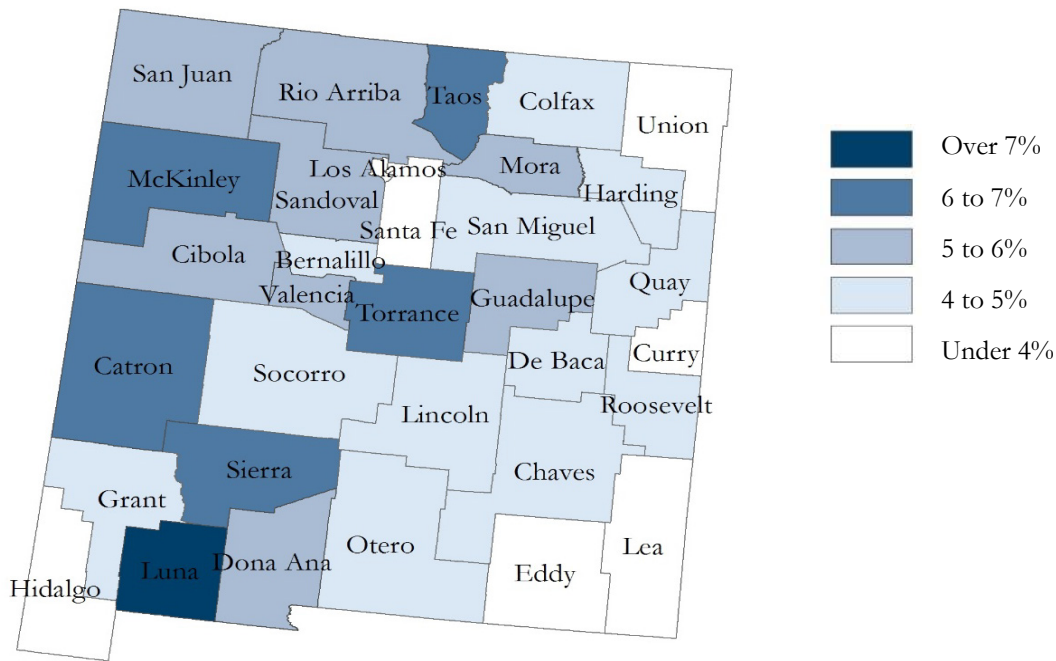 San Juan
Rio Arriba
Taos
Colfax
Union
McKinley
Los Alamos
Sandoval
Mora
Harding
Santa Fe
San Miguel
Cibola
Bernalillo
Valencia
Torrance
Guadalupe
Quay
Catron
Socorro
De Baca
Curry
Lincoln
Roosevelt
Sierra
Chaves
Grant
Otero
Lea
Hidalgo
Luna
Dona Ana
Eddy
Over 7%
6 to 7%
5 to 6%
4 to 5%
Under 4%